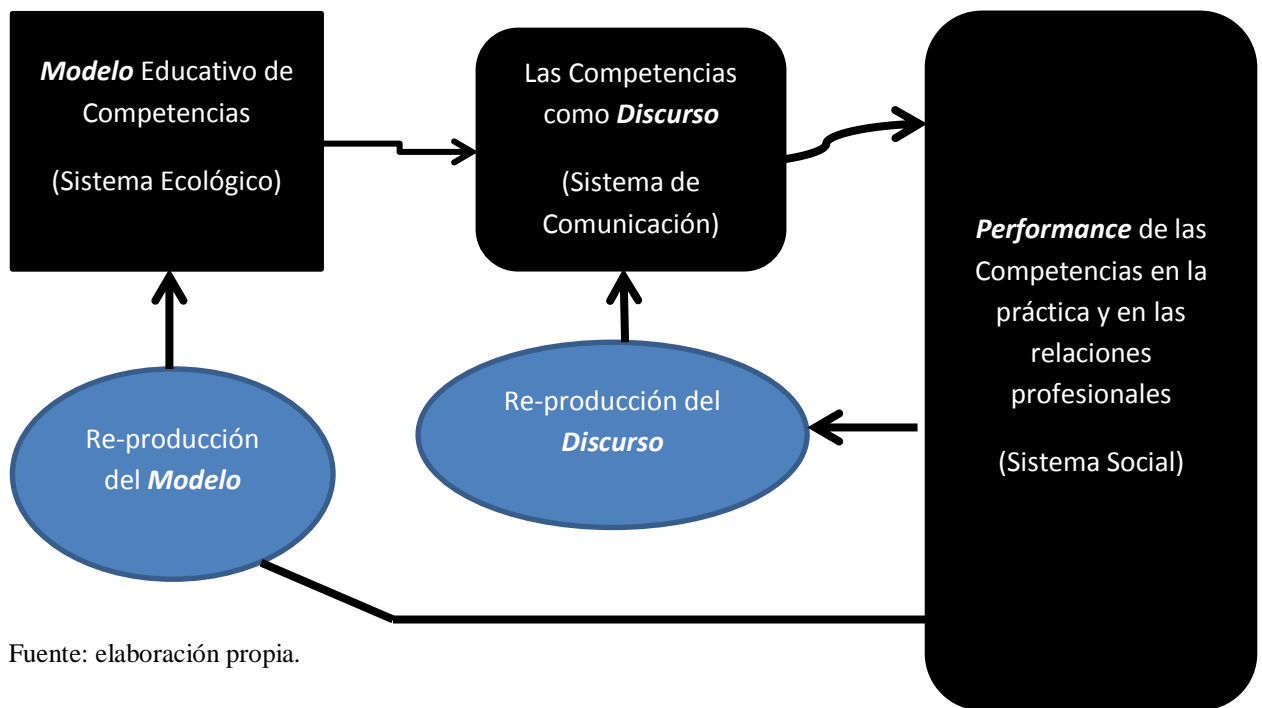 Modelo Educativo de
Competencias
(Sistema Ecológico)
Las Competencias
como Discurso
(Sistema de
Comunicación)
Performance de las
Competencias en la
práctica y en las
relaciones
profesionales
(Sistema Social)
Re-producción
del Modelo
Re-producción del
Discurso
Fuente: elaboración propia.